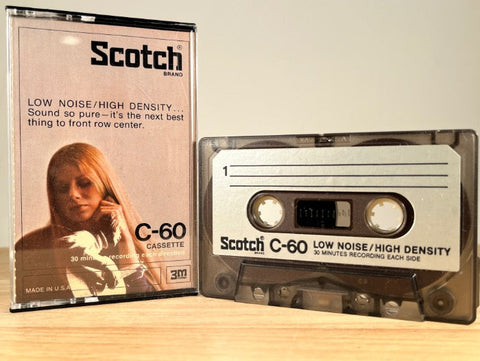 Scotch®
BRAND
LOW NOISE/HIGH DENSITY...
Sound so pure—it's the next best
thing to front row center.
C-60
CASSETTE
30 minutes recording each direction
3m
MADE IN U.S.A.
1
Scotch® C-60 LOW NOISE/HIGH DENSITY
BRAND
30 MINUTES RECORDING EACH SIDE